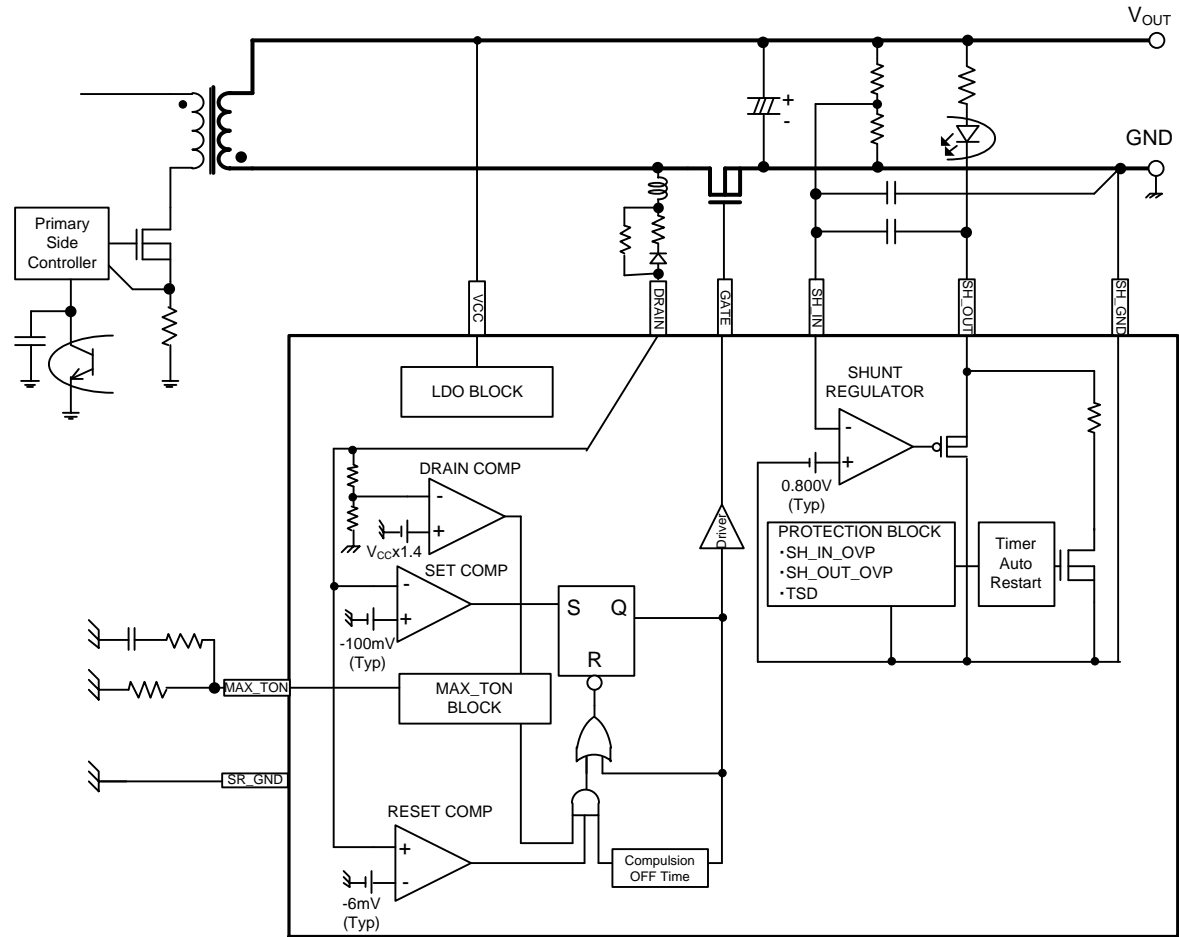 VOUT
GND
+
-
Primary
Side
Controller
VCC
DRAIN
GATE
SH_IN
SH_OUT
SH_GND
LDO BLOCK
SHUNT
REGULATOR
-
+
0.800V
(Typ)
DRAIN COMP
-
+
VCCx1.4
Driver
PROTECTION BLOCK
・SH_IN_OVP
・SH_OUT_OVP
・TSD
Timer
Auto
Restart
SET COMP
-
+
-100mV
(Typ)
S Q
R
MAX_TON
MAX_TON
BLOCK
SR_GND
RESET COMP
+
-
-6mV
(Typ)
Compulsion
OFF Time